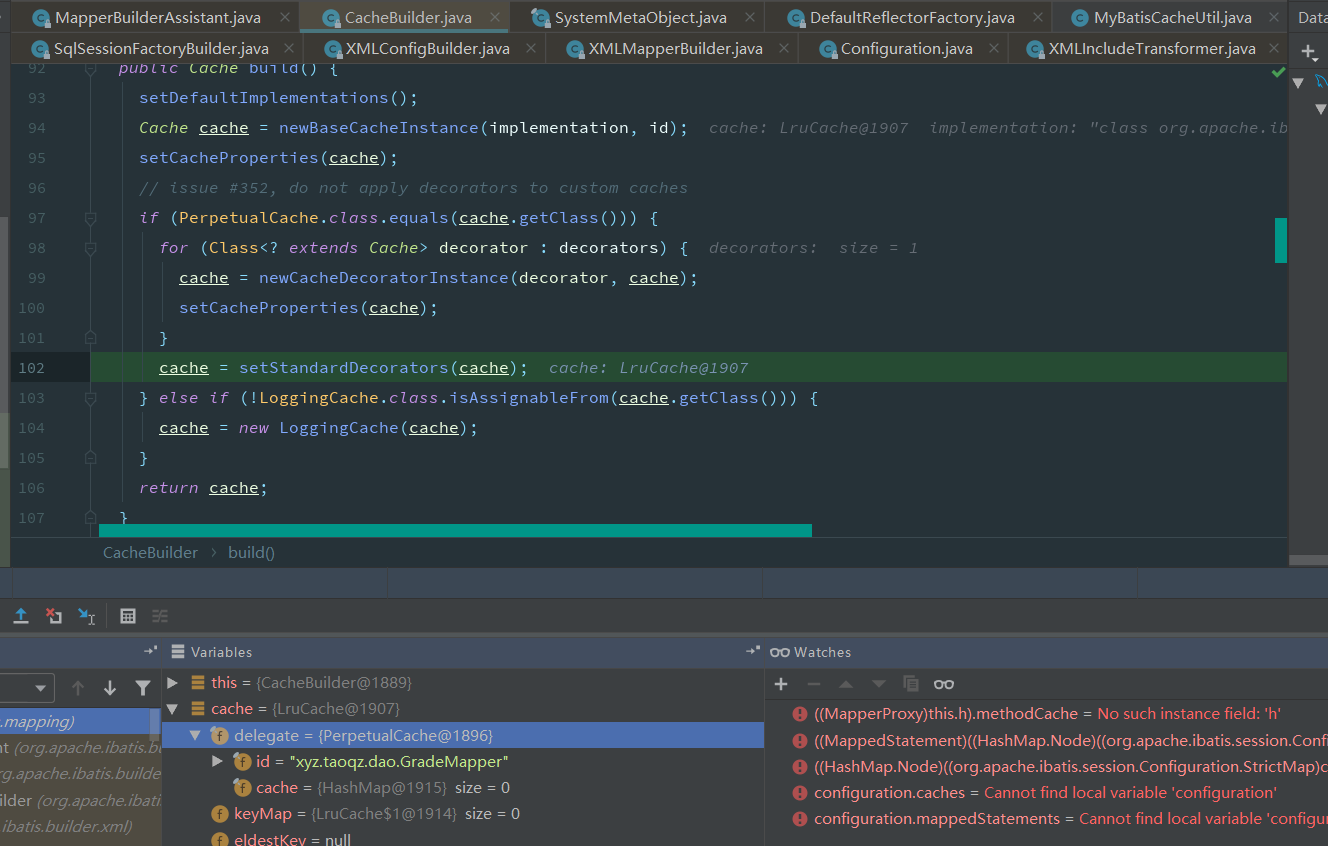 MapperBuilderAssistant.java × CacheBuilder.java × SystemMetaObject.java × DefaultReflectorFactory.java × MyBatisCacheUtil.java × Data
SqlSessionFactoryBuilder.java × XMLConfigBuilder.java × XMLMapperBuilder.java × Configuration.java × XMLIncludeTransformer.java ×
92 public Cache build() {
93 setDefaultImplementations();
94 Cache cache = newBaseCacheInstance(implementation, id); cache: LruCache@1907 implementation: "class org.apache.ib
95 setCacheProperties(cache);
96 // issue #352, do not apply decorators to custom caches
97 if (PerpetualCache.class.equals(cache.getClass())) {
98 for (Class<? extends Cache> decorator : decorators) { decorators: size = 1
99 cache = newCacheDecoratorInstance(decorator, cache);
100 setCacheProperties(cache);
101 }
102 cache = setStandardDecorators(cache); cache: LruCache@1907
103 } else if (!LoggingCache.class.isAssignableFrom(cache.getClass())) {
104 cache = new LoggingCache(cache);
105 }
106 return cache;
107 }
CacheBuilder › build()
Variables
Watches
.mapping)
nt (org.apache.ibatis.bu
rg.apache.ibatis.builde
ilder (org.apache.ibati
ibatis.builder.xml)
this = {CacheBuilder@1889}
cache = {LruCache@1907}
delegate = {PerpetualCache@1896}
id = "xyz.taoqz.dao.GradeMapper"
cache = {HashMap@1915} size = 0
keyMap = {LruCache$1@1914} size = 0
eldestKey = null
((MapperProxy)this.h).methodCache = No such instance field: 'h'
((MappedStatement)((HashMap.Node)((org.apache.ibatis.session.Confi
((HashMap.Node)((org.apache.ibatis.session.Configuration.StrictMap)c
configuration.caches = Cannot find local variable 'configuration'
configuration.mappedStatements = Cannot find local variable 'configur